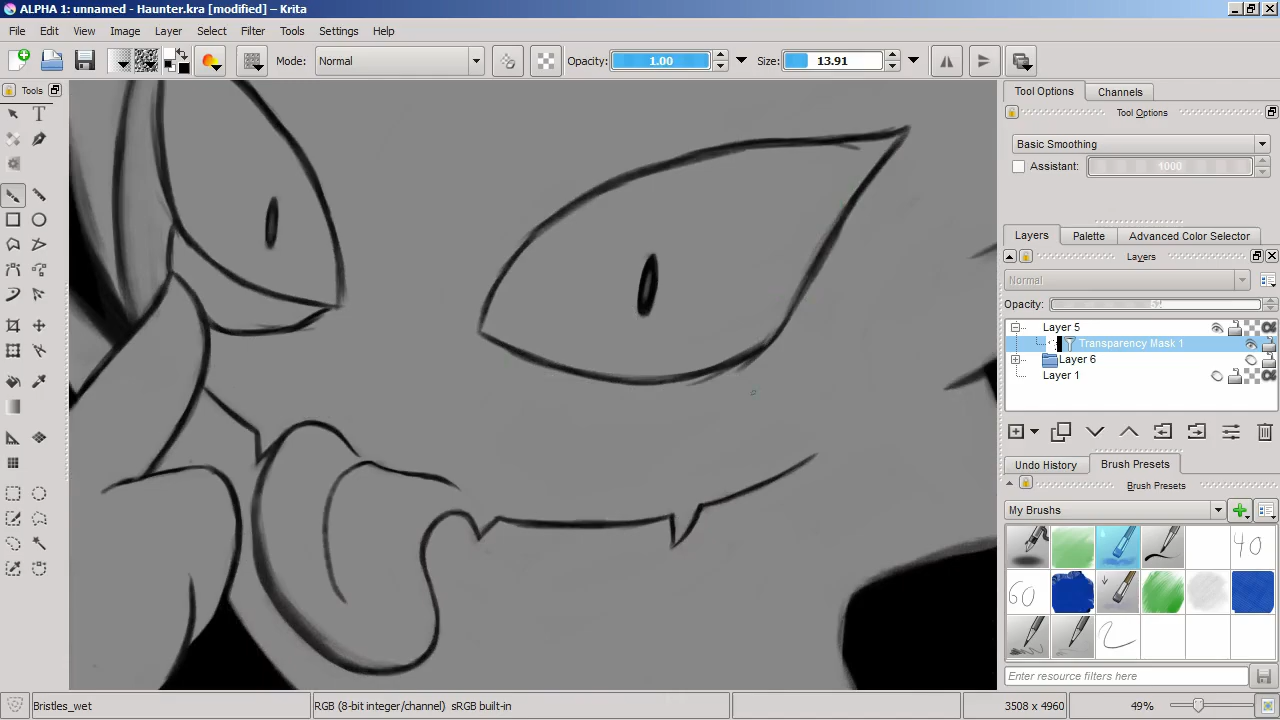 ALPHA 1: unnamed - Haunter.kra [modified] – Krita
File Edit View Image Layer Select Filter Tools Settings Help
Mode: Normal Opacity: 1.00 Size: 13.91
Tools
Tool Options Channels
Tool Options
Basic Smoothing
Assistant: 1000
Layers Palette Advanced Color Selector
Layers
Normal
Opacity:
Layer 5
Transparency Mask 1
Layer 6
Layer 1
Undo History Brush Presets
Brush Presets
My Brushes
40
60
Enter resource filters here
Bristles_wet RGB (8-bit integer/channel) sRGB built-in 3508 x 4960 49%